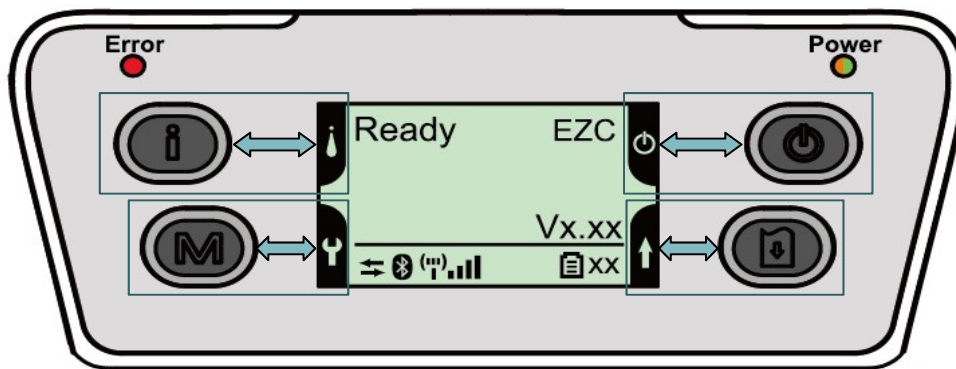 Error
Power
i
Ready
EZC
M
Vx.xx
xx